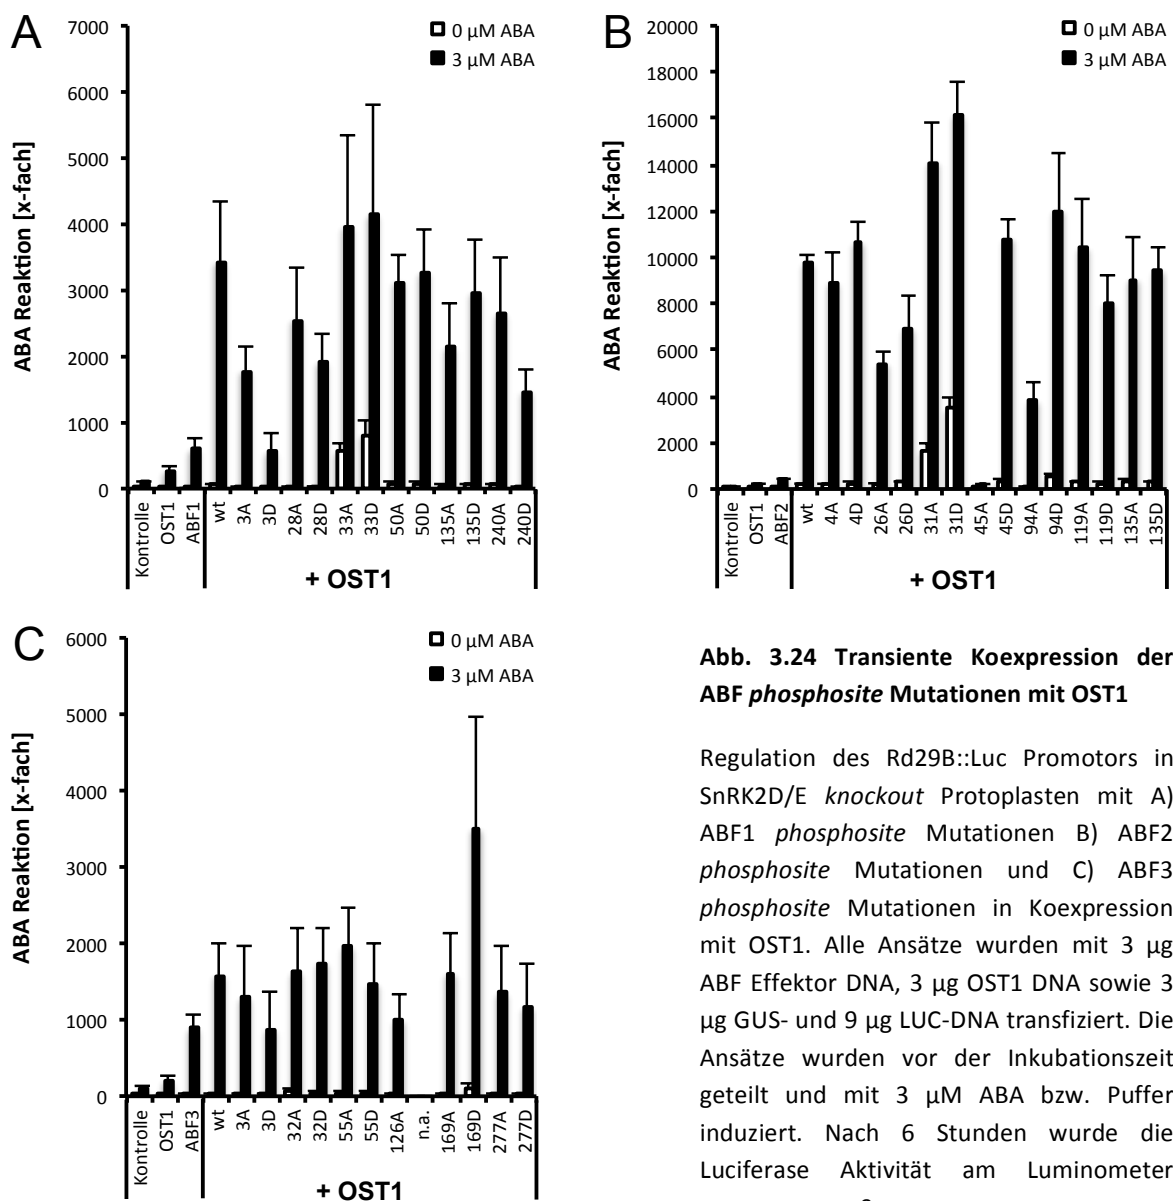 A
7000
6000
5000
4000
3000
2000
1000
0
ABA Reaktion [x-fach]
0 µM ABA
3 µM ABA
Kontrolle
OST1
ABF1
wt
3A
3D
28A
28D
33A
33D
50A
50D
135A
135D
240A
240D
+ OST1
B
20000
18000
16000
14000
12000
10000
8000
6000
4000
2000
0
ABA Reaktion [x-fach]
0 µM ABA
3 µM ABA
Kontrolle
OST1
ABF2
wt
4A
4D
26A
26D
31A
31D
45A
45D
94A
94D
119A
119D
135A
135D
+ OST1
C
6000
5000
4000
3000
2000
1000
0
ABA Reaktion [x-fach]
0 µM ABA
3 µM ABA
Kontrolle
OST1
ABF3
wt
3A
3D
32A
32D
55A
55D
126A
n.a.
169A
169D
277A
277D
+ OST1
Abb. 3.24 Transiente Koexpression der
ABF phosphosite Mutationen mit OST1
Regulation des Rd29B::Luc Promotors in
SnRK2D/E knockout Protoplasten mit A)
ABF1 phosphosite Mutationen B) ABF2
phosphosite Mutationen und C) ABF3
phosphosite Mutationen in Koexpression
mit OST1. Alle Ansätze wurden mit 3 µg
ABF Effektor DNA, 3 µg OST1 DNA sowie 3
µg GUS- und 9 µg LUC-DNA transfiziert. Die
Ansätze wurden vor der Inkubationszeit
geteilt und mit 3 µM ABA bzw. Puffer
induziert. Nach 6 Stunden wurde die
Luciferase Aktivität am Luminometer